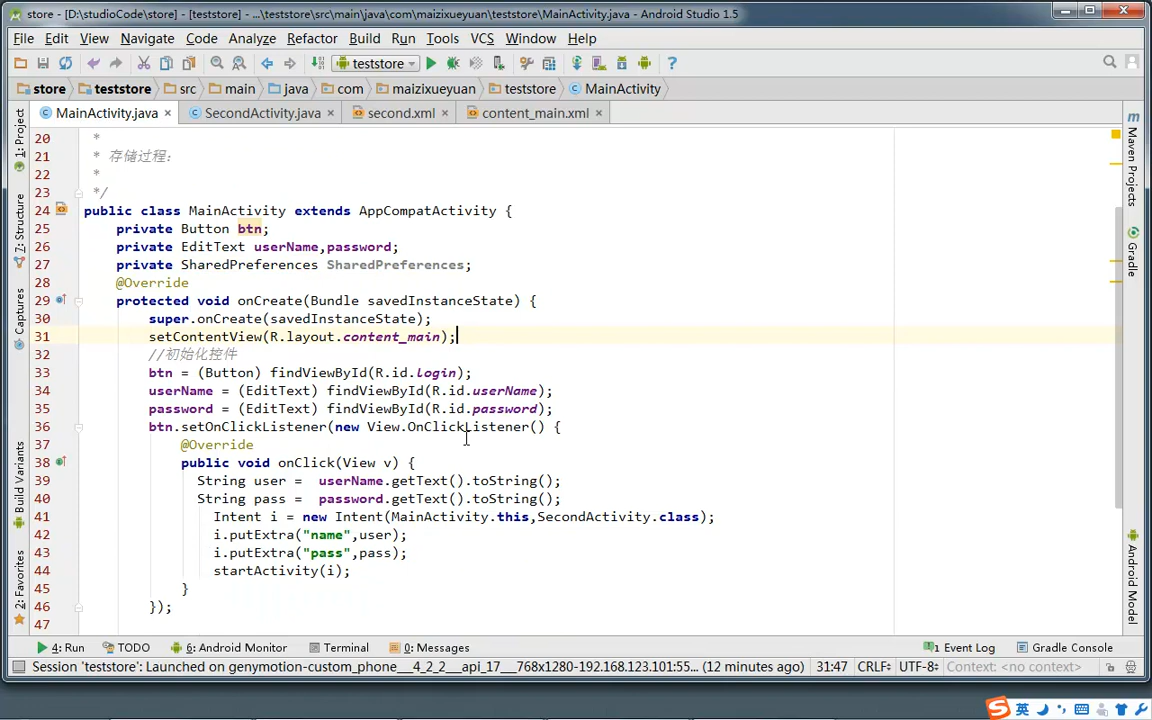 store - [D:\studioCode\store] - [teststore] - ...\teststore\src\main\java\com\maizixueyuan\teststore\MainActivity.java - Android Studio 1.5
File Edit View Navigate Code Analyze Refactor Build Run Tools VCS Window Help
teststore
store teststore src main java com maizixueyuan teststore MainActivity
MainActivity.java SecondActivity.java second.xml content_main.xml
1: Project
7: Structure
Captures
Build Variants
2: Favorites
20 *
21 * 存储过程:
22 *
23 */
24 public class MainActivity extends AppCompatActivity {
25 private Button btn;
26 private EditText userName,password;
27 private SharedPreferences SharedPreferences;
28 @Override
29 protected void onCreate(Bundle savedInstanceState) {
30 super.onCreate(savedInstanceState);
31 setContentView(R.layout.content_main);
32 //初始化控件
33 btn = (Button) findViewById(R.id.login);
34 userName = (EditText) findViewById(R.id.userName);
35 password = (EditText) findViewById(R.id.password);
36 btn.setOnClickListener(new View.OnClickListener() {
37 @Override
38 public void onClick(View v) {
39 String user = userName.getText().toString();
40 String pass = password.getText().toString();
41 Intent i = new Intent(MainActivity.this,SecondActivity.class);
42 i.putExtra("name",user);
43 i.putExtra("pass",pass);
44 startActivity(i);
45 }
46 });
47
Maven Projects
Gradle
Android Model
4: Run TODO 6: Android Monitor Terminal 0: Messages 1 Event Log Gradle Console
Session 'teststore': Launched on genymotion-custom_phone__4_2_2__api_17__768x1280-192.168.123.101:55... (12 minutes ago) 31:47 CRLF UTF-8 Context: <no context>
英